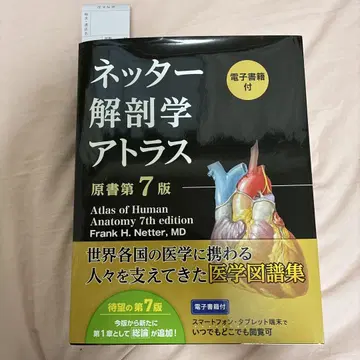 ネッター
解剖学
アトラス
電子書籍
付
原書第7版
Atlas of Human
Anatomy 7th edition
Frank H. Netter, MD
世界各国の医学に携わる
人々を支えてきた医学図譜集
待望の第7版
今版から新たに
第1章として総論が追加!
電子書籍付
スマートフォン・タブレット端末で
いつでもどこでも閲覧可